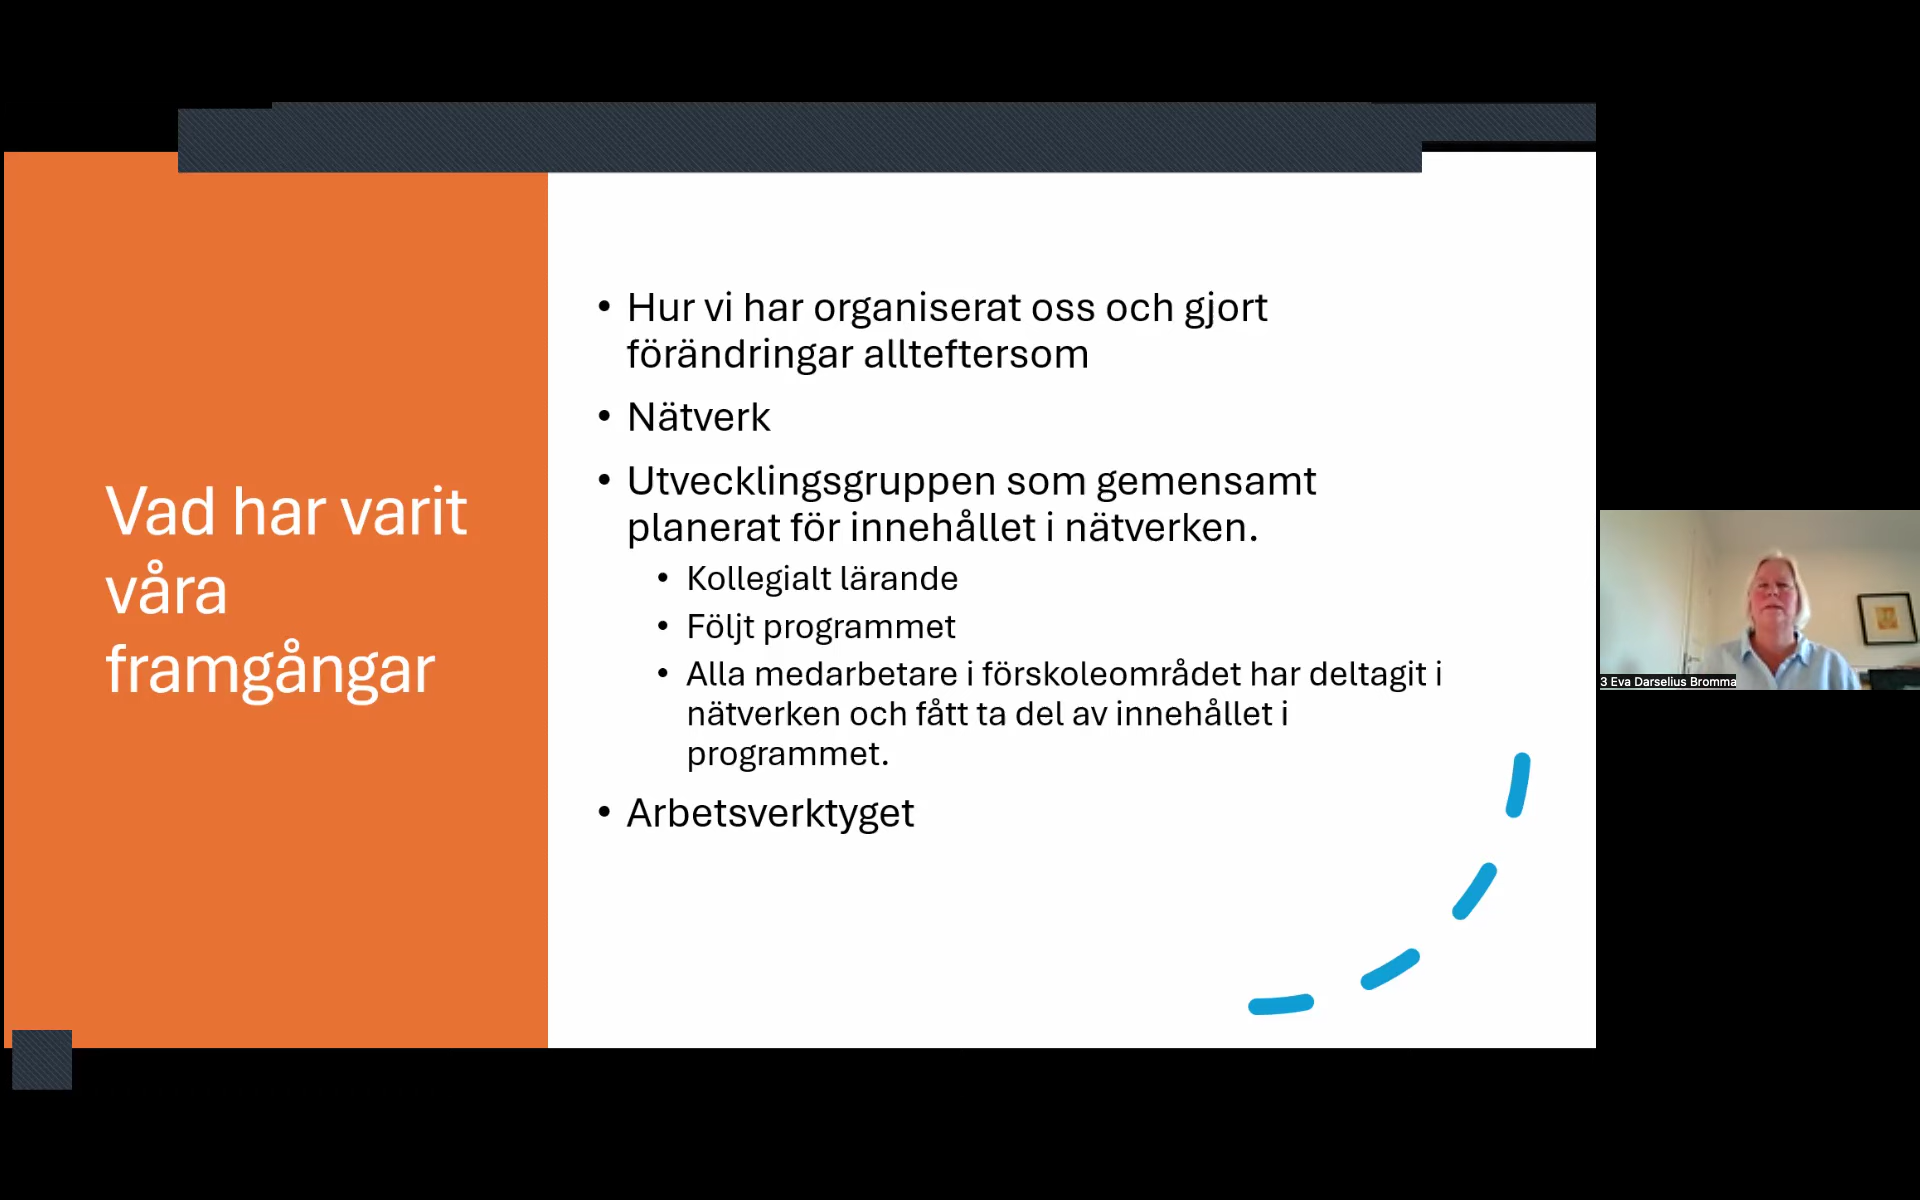 Vad har varit
våra
framgångar
• Hur vi har organiserat oss och gjort
förändringar allteftersom
• Nätverk
• Utvecklingsgruppen som gemensamt
planerat för innehållet i nätverken.
• Kollegialt lärande
• Följt programmet
• Alla medarbetare i förskoleområdet har deltagit i
nätverken och fått ta del av innehållet i
programmet.
• Arbetsverktyget
3 Eva Darselius Bromma